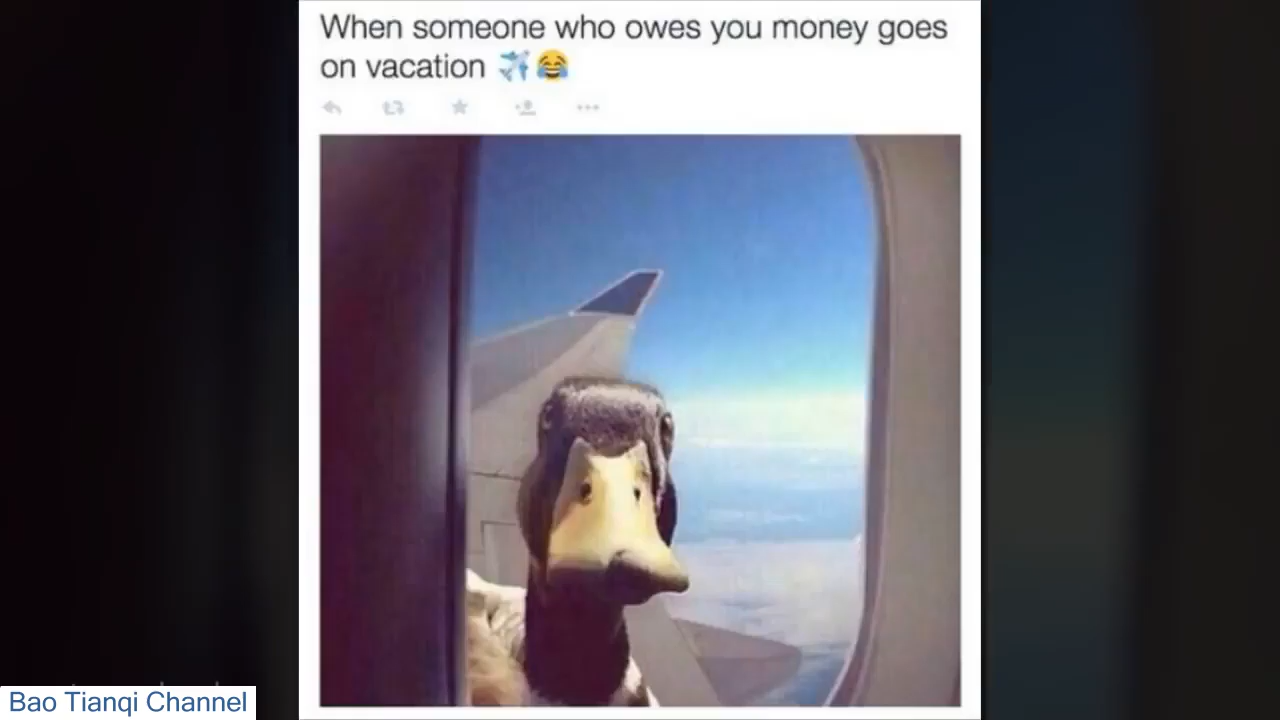 When someone who owes you money goes
on vacation ✈️😂
Bao Tianqi Channel